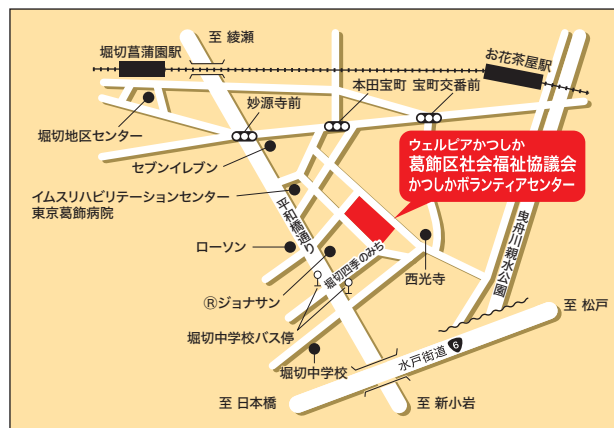 至 綾瀬
堀切菖蒲園駅
お花茶屋駅
本田宝町
宝町交番前
妙源寺前
堀切地区センター
セブンイレブン
ウェルピアかつしか
葛飾区社会福祉協議会
かつしかボランティアセンター
イムスリハビリテーションセンター
東京葛飾病院
平和橋通り
曳舟川親水公園
ローソン
堀切四季のみち
西光寺
Ⓡジョナサン
至 松戸
堀切中学校バス停
水戸街道
6
堀切中学校
至 日本橋
至 新小岩